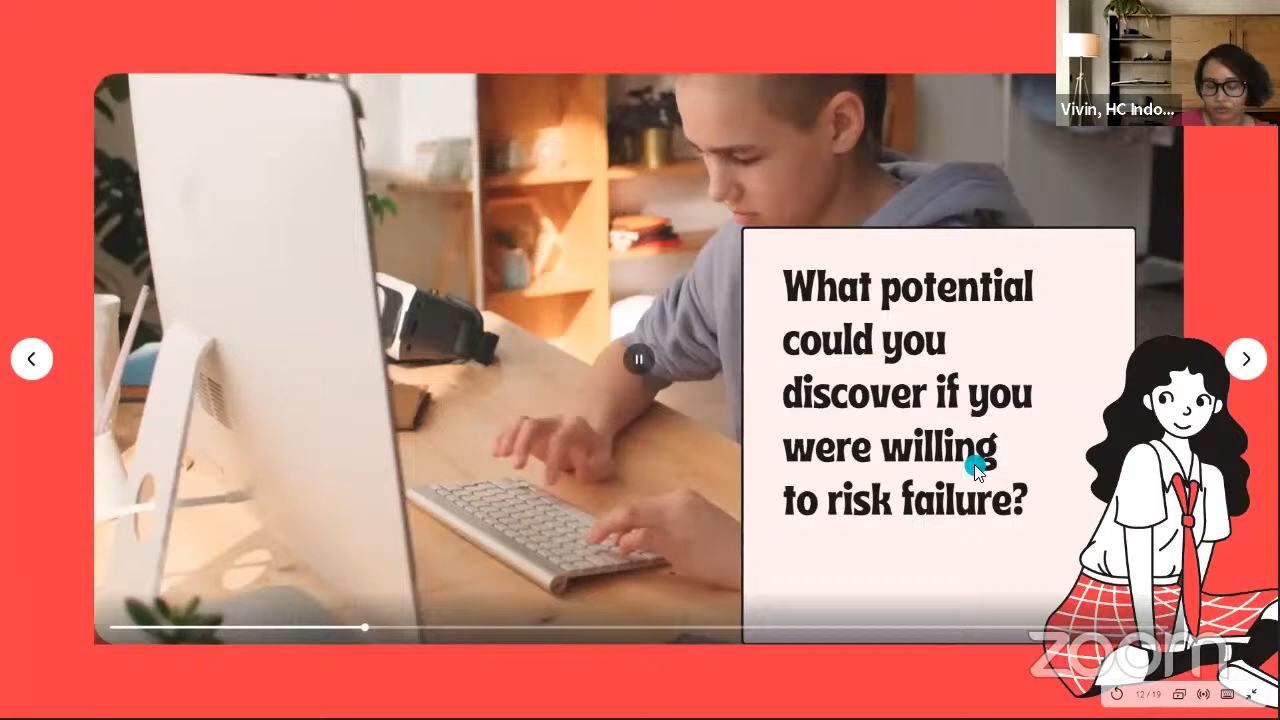 Vivin, HC Indo...
What potential
could you
discover if you
were willing
to risk failure?
zoom
12/19